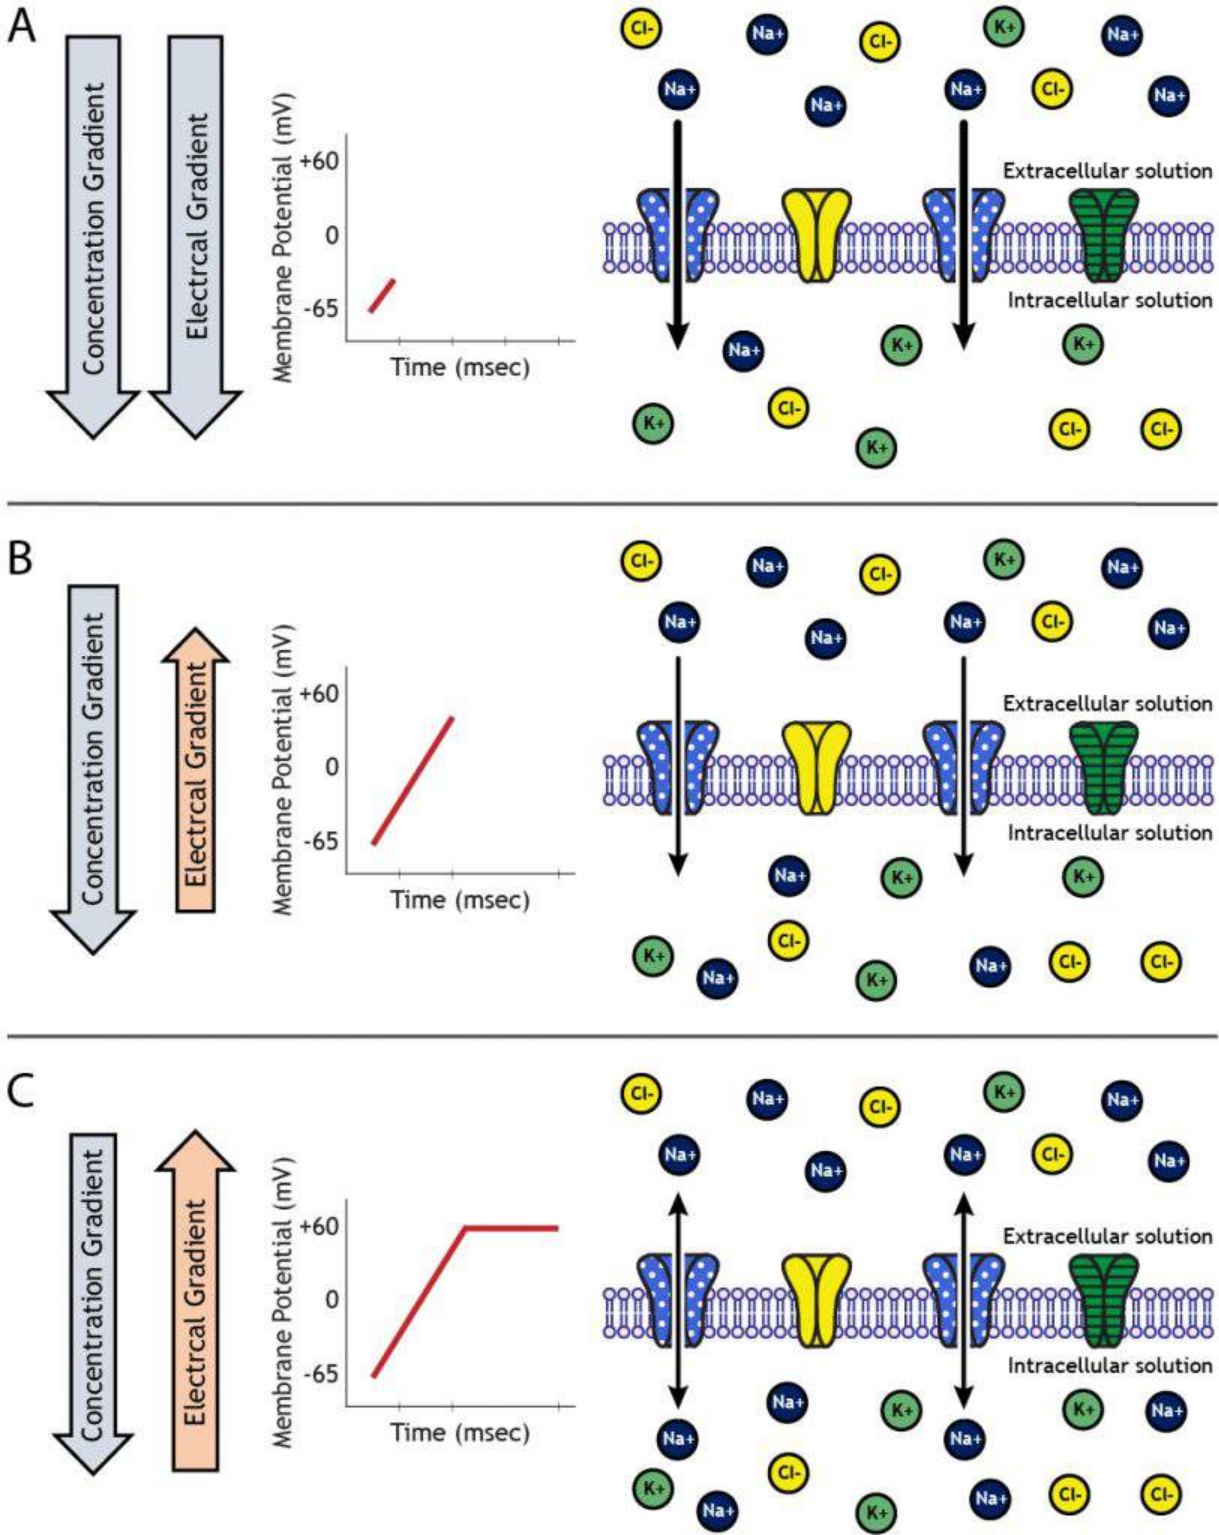 A
Concentration Gradient
Electrcal Gradient
Membrane Potential (mV)
+60
0
-65
Time (msec)
Cl-
Na+
Cl-
K+
Na+
Na+
Na+
Na+
Cl-
Na+
Extracellular solution
Intracellular solution
Na+
K+
K+
K+
Cl-
K+
Cl-
Cl-
B
Concentration Gradient
Electrcal Gradient
Membrane Potential (mV)
+60
0
-65
Time (msec)
Cl-
Na+
Cl-
K+
Na+
Na+
Na+
Na+
Cl-
Na+
Extracellular solution
Intracellular solution
Na+
K+
K+
K+
Na+
Cl-
K+
Na+
Cl-
Cl-
C
Concentration Gradient
Electrcal Gradient
Membrane Potential (mV)
+60
0
-65
Time (msec)
Cl-
Na+
Cl-
K+
Na+
Na+
Na+
Na+
Cl-
Na+
Extracellular solution
Intracellular solution
Na+
K+
K+
Na+
Na+
Na+
K+
Na+
Cl-
K+
Na+
Cl-
Cl-